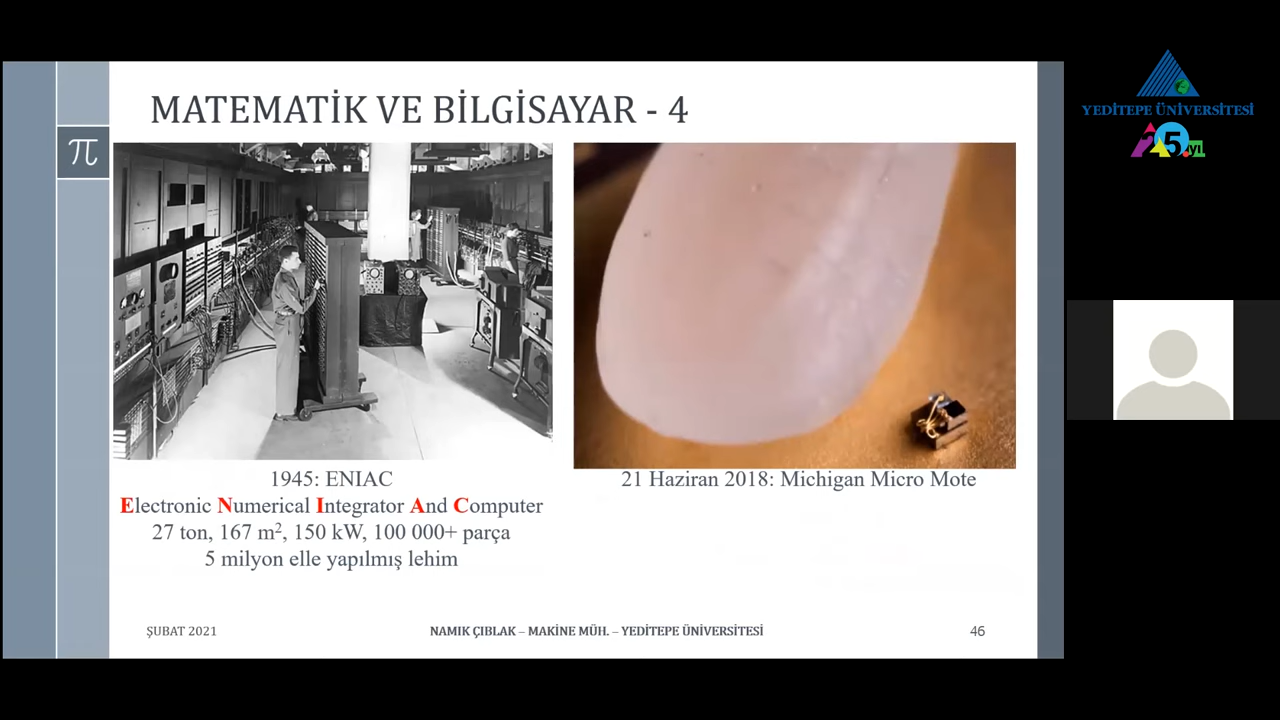 MATEMATİK VE BİLGİSAYAR - 4
π
1945: ENIAC
Electronic Numerical Integrator And Computer
27 ton, 167 m², 150 kW, 100 000+ parça
5 milyon elle yapılmış lehim
21 Haziran 2018: Michigan Micro Mote
ŞUBAT 2021
NAMIK ÇIBLAK – MAKİNE MÜH. – YEDİTEPE ÜNİVERSİTESİ
46
YEDİTEPE ÜNİVERSİTESİ
25.yıl